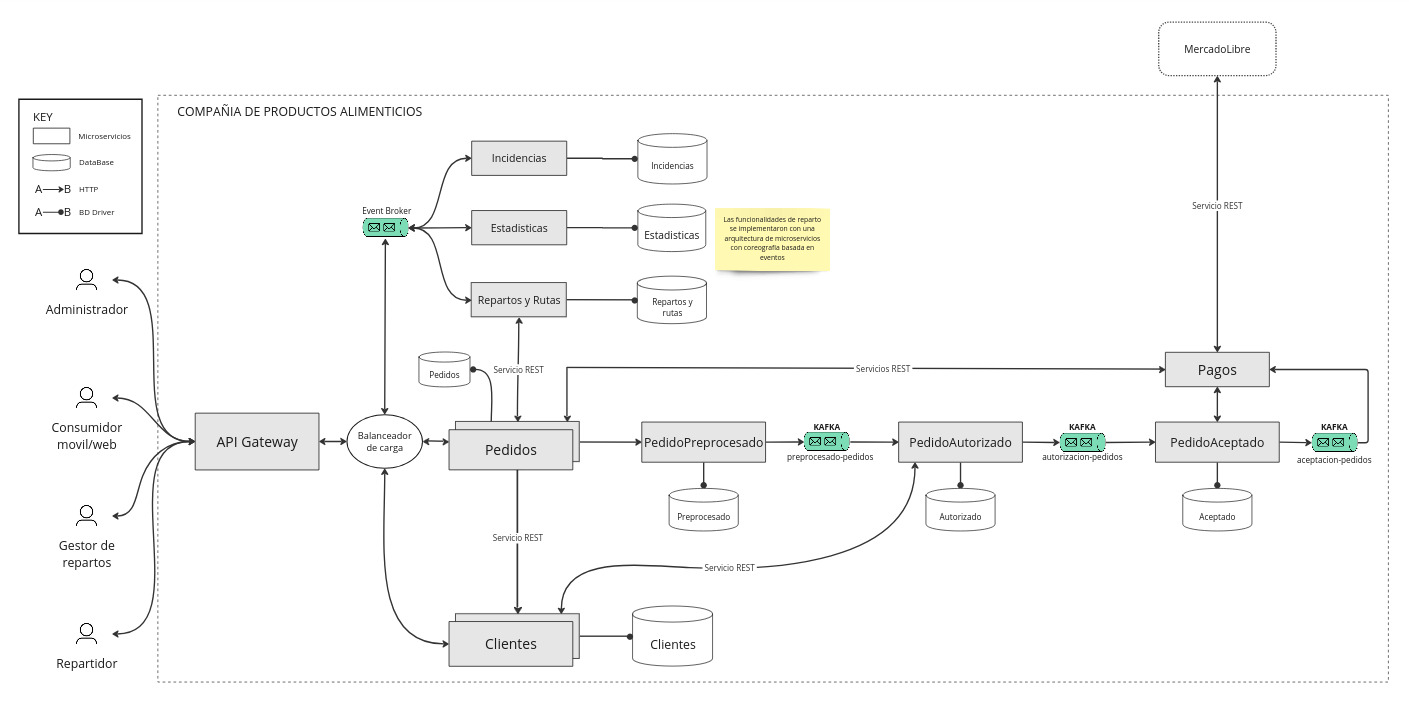 MercadoLibre
COMPAÑIA DE PRODUCTOS ALIMENTICIOS
KEY
Microservicios
DataBase
A
B
HTTP
A
B
BD Driver
Incidencias
Incidencias
Event Broker
Servicio REST
Estadisticas
Estadisticas
Las funcionalidades de reparto
se implementaron con una
arquitectura de microservicios
con coreografía basada en
eventos
Repartos y Rutas
Repartos y
rutas
Administrador
Pedidos
Servicio REST
Servicios REST
Pagos
Consumidor
movil/web
API Gateway
Balanceador
de carga
Pedidos
PedidoPreprocesado
KAFKA
preprocesado-pedidos
PedidoAutorizado
KAFKA
autorizacion-pedidos
PedidoAceptado
KAFKA
aceptacion-pedidos
Preprocesado
Autorizado
Aceptado
Gestor de
repartos
Servicio REST
Servicio REST
Repartidor
Clientes
Clientes